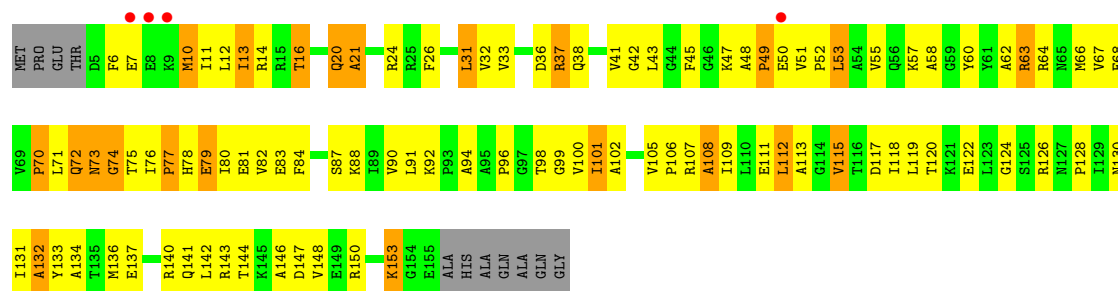 MET PRO GLU THR D5 F6 E7 E8 K9 M10 I11 L12 I13 R14 R15 T16 Q20 A21 R24 R25 F26 L31 V32 V33 D36 R37 Q38 V41 G42 L43 G44 F45 G46 K47 A48 P49 E50 V51 P52 L53 A54 V55 Q56 K57 A58 G59 Y60 Y61 A62 R63 R64 N65 M66 V67 E68
V69 P70 L71 Q72 N73 G74 T75 I76 P77 H78 E79 I80 E81 V82 E83 F84 S87 K88 I89 V90 L91 K92 P93 A94 A95 P96 G97 T98 G99 V100 I101 A102 V105 P106 R107 A108 I109 L110 E111 L112 A113 G114 V115 T116 D117 I118 L119 T120 K121 E122 L123 G124 S125 R126 N127 P128 I129 N130
I131 A132 Y133 A134 T135 M136 E137 R140 Q141 L142 R143 T144 K145 A146 D147 V148 E149 R150 K153 G154 E155 ALA HIS ALA GLN ALA GLN GLY